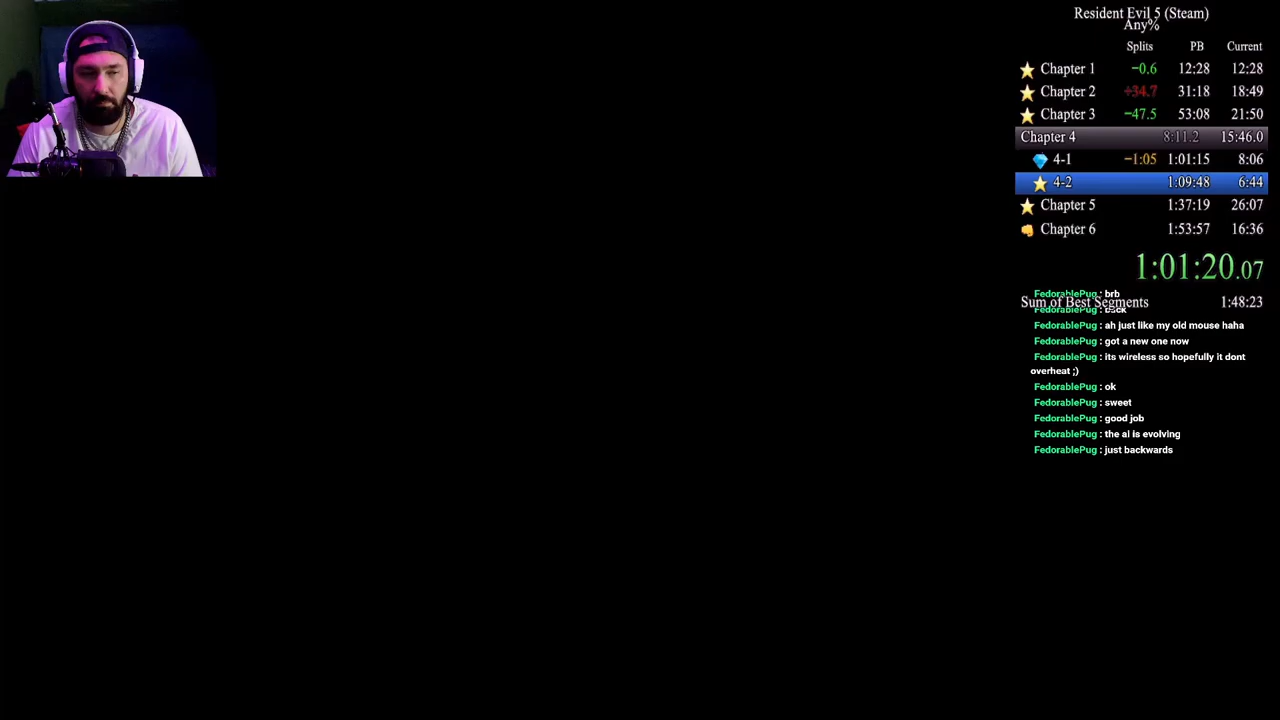 Resident Evil 5 (Steam)
Any%
Splits PB Current
Chapter 1 −0.6 12:28 12:28
Chapter 2 +34.7 31:18 18:49
Chapter 3 −47.5 53:08 21:50
Chapter 4 8:11.2 15:46.0
4-1 −1:05 1:01:15 8:06
4-2 1:09:48 6:44
Chapter 5 1:37:19 26:07
Chapter 6 1:53:57 16:36
1:01:20.07
FedorablePug : brb
Sum of Best Segments 1:48:23
FedorablePug : back
FedorablePug : ah just like my old mouse haha
FedorablePug : got a new one now
FedorablePug : its wireless so hopefully it dont
overheat ;)
FedorablePug : ok
FedorablePug : sweet
FedorablePug : good job
FedorablePug : the ai is evolving
FedorablePug : just backwards